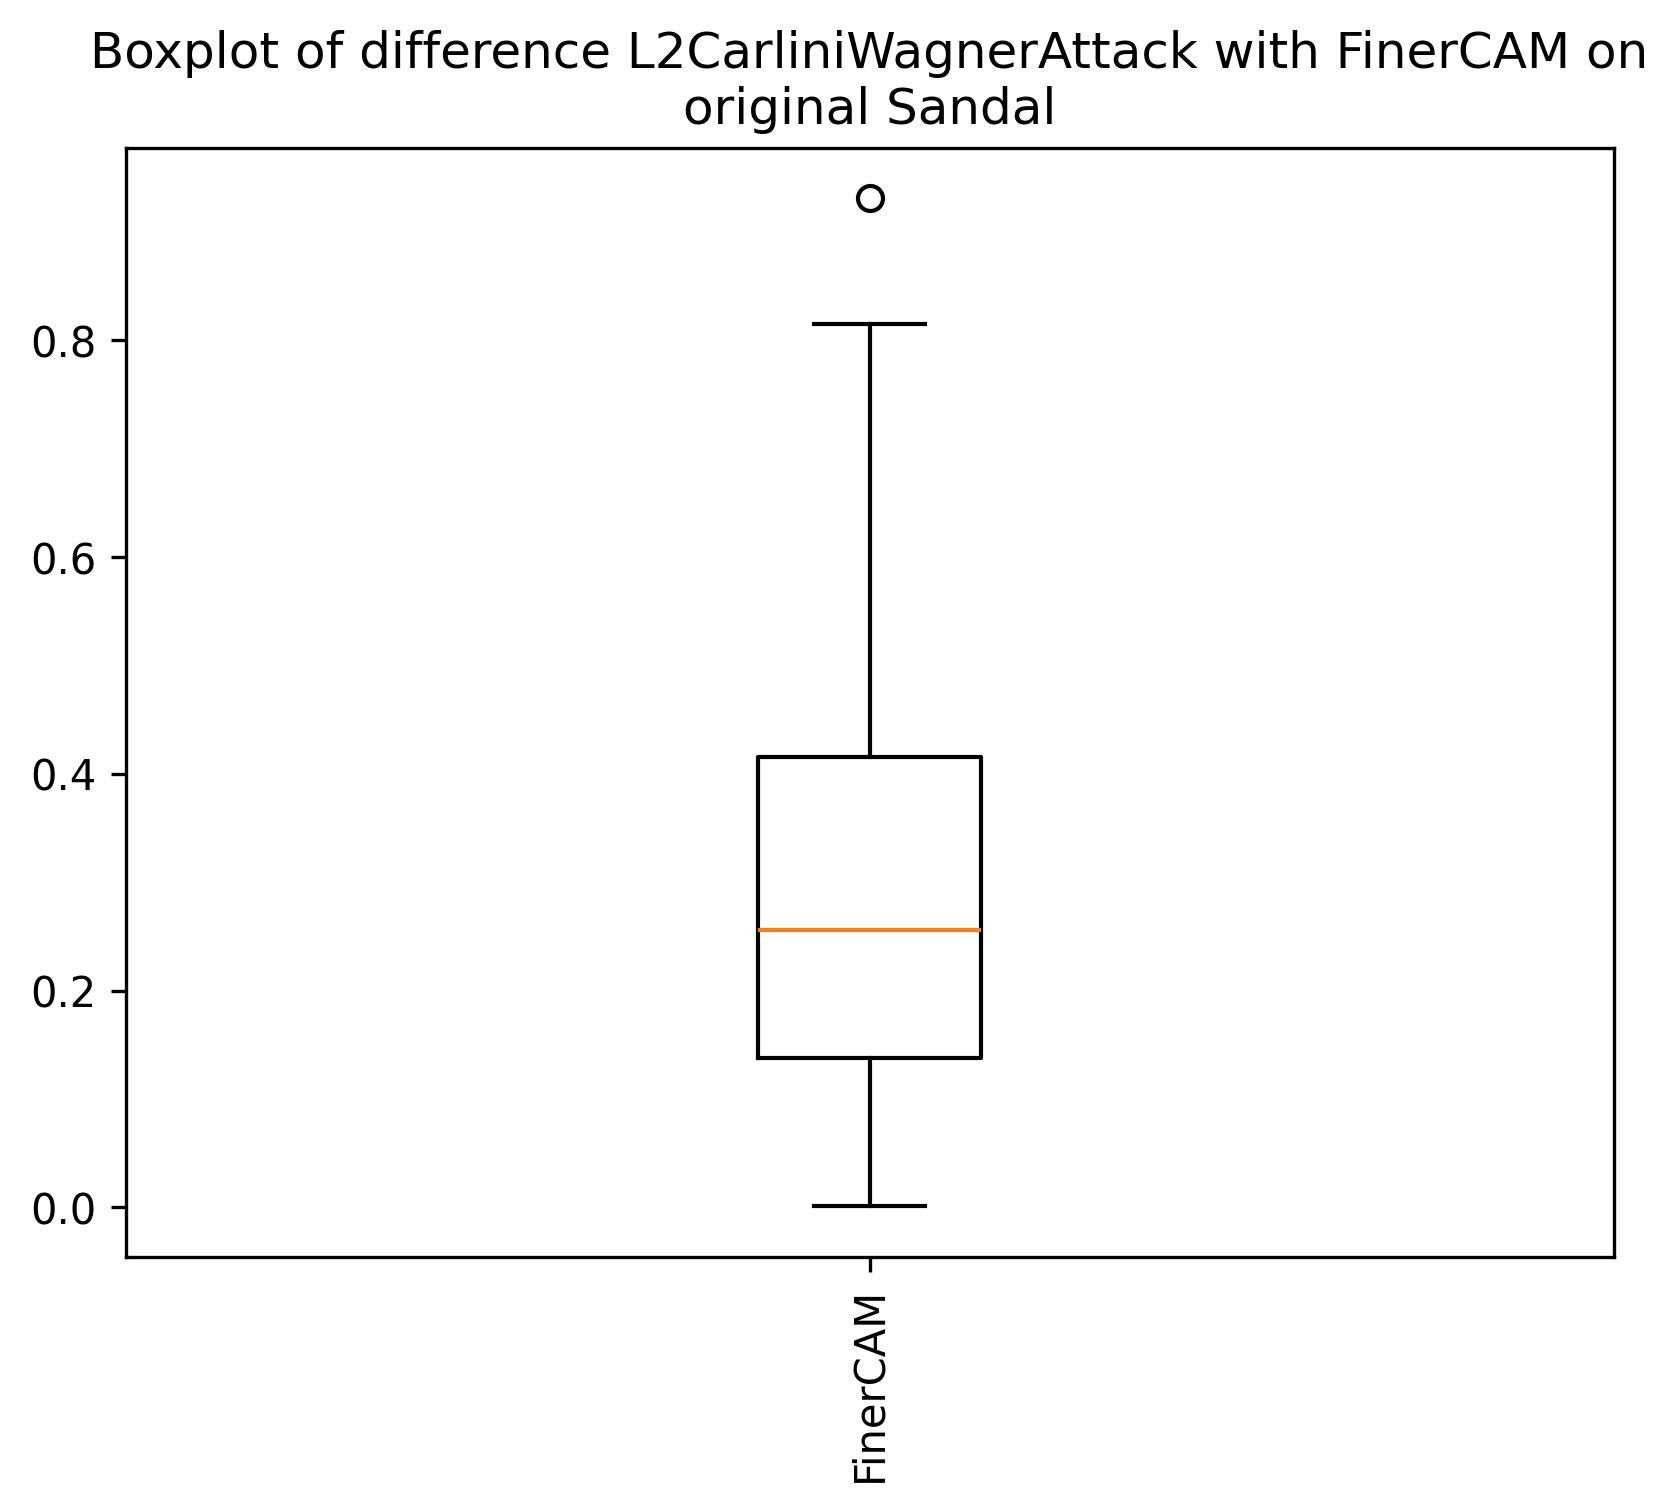 Boxplot of difference L2CarliniWagnerAttack with FinerCAM on
original Sandal
0.8
0.6
0.4
0.2
0.0
FinerCAM